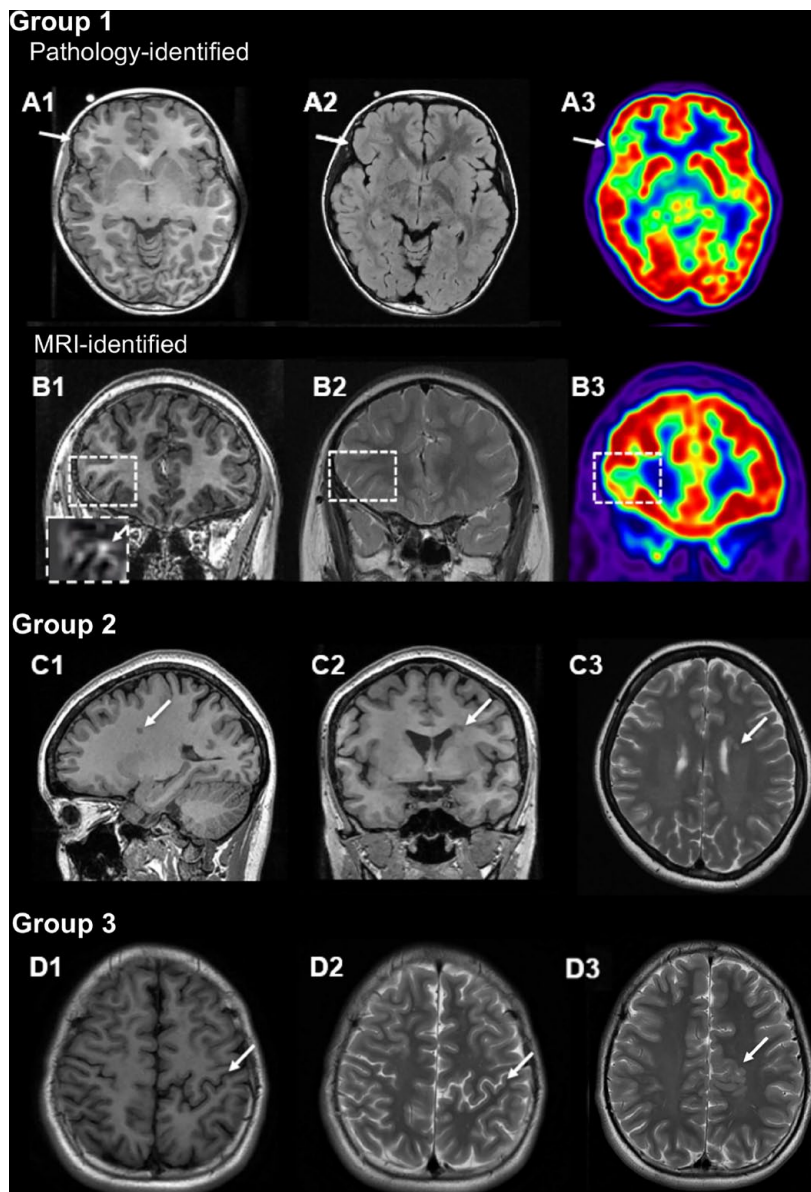 Group 1
Pathology-identified
A1 A2 A3
MRI-identified
B1 B2 B3
Group 2
C1 C2 C3
Group 3
D1 D2 D3